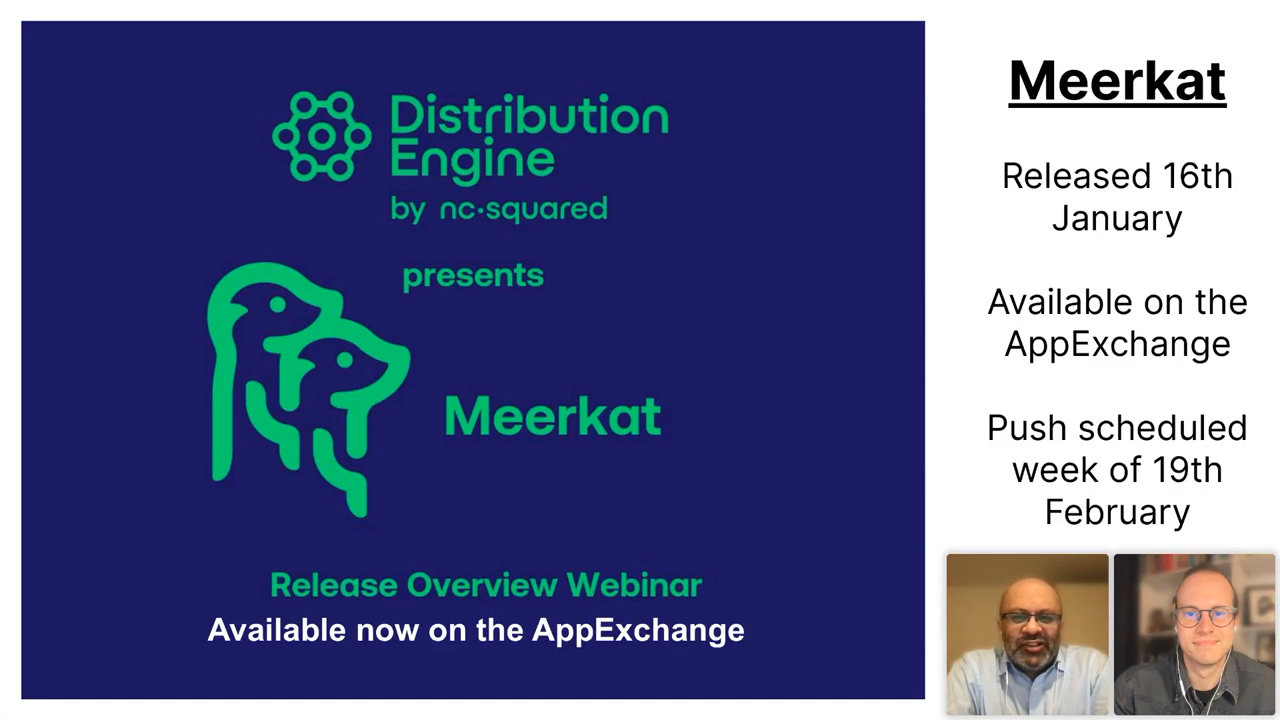 Distribution
Engine
by nc·squared
presents
Meerkat
Release Overview Webinar
Available now on the AppExchange
Meerkat
Released 16th
January
Available on the
AppExchange
Push scheduled
week of 19th
February